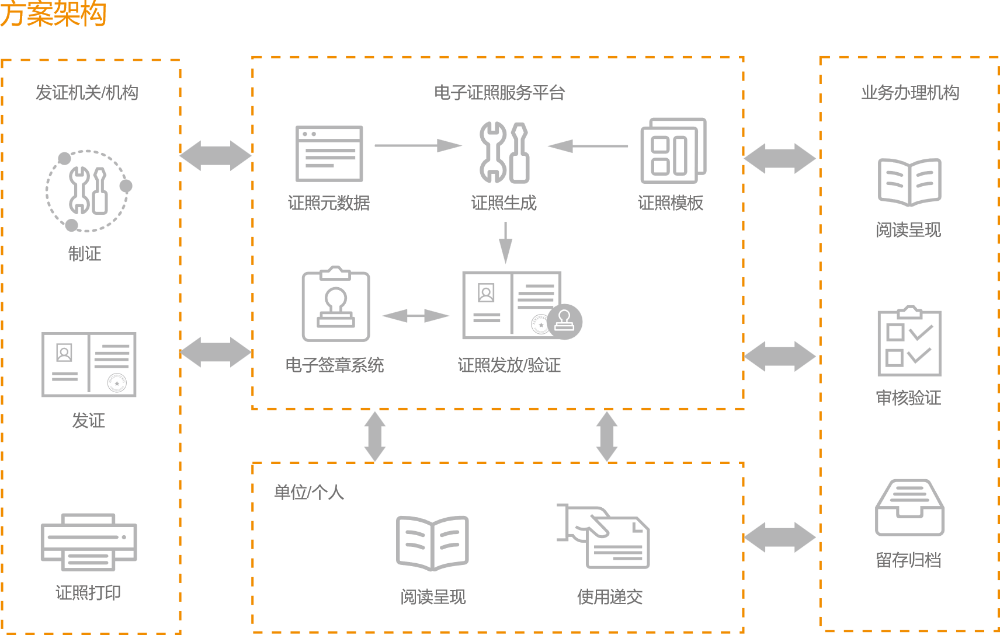 方案架构
发证机关/机构
制证
发证
证照打印
电子证照服务平台
证照元数据
证照生成
证照模板
电子签章系统
证照发放/验证
单位/个人
阅读呈现
使用递交
业务办理机构
阅读呈现
审核验证
留存归档